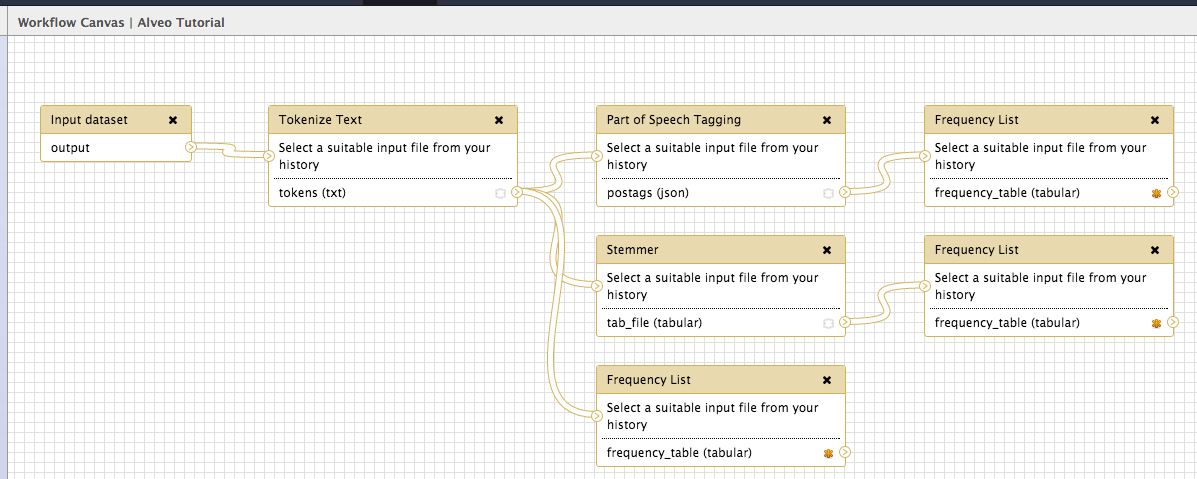 Workflow Canvas | Alveo Tutorial
Input dataset
output
Tokenize Text
Select a suitable input file from your
history
tokens (txt)
Part of Speech Tagging
Select a suitable input file from your
history
postags (json)
Frequency List
Select a suitable input file from your
history
frequency_table (tabular)
Stemmer
Select a suitable input file from your
history
tab_file (tabular)
Frequency List
Select a suitable input file from your
history
frequency_table (tabular)
Frequency List
Select a suitable input file from your
history
frequency_table (tabular)